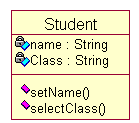 Student
name : String
Class : String
setName()
selectClass()